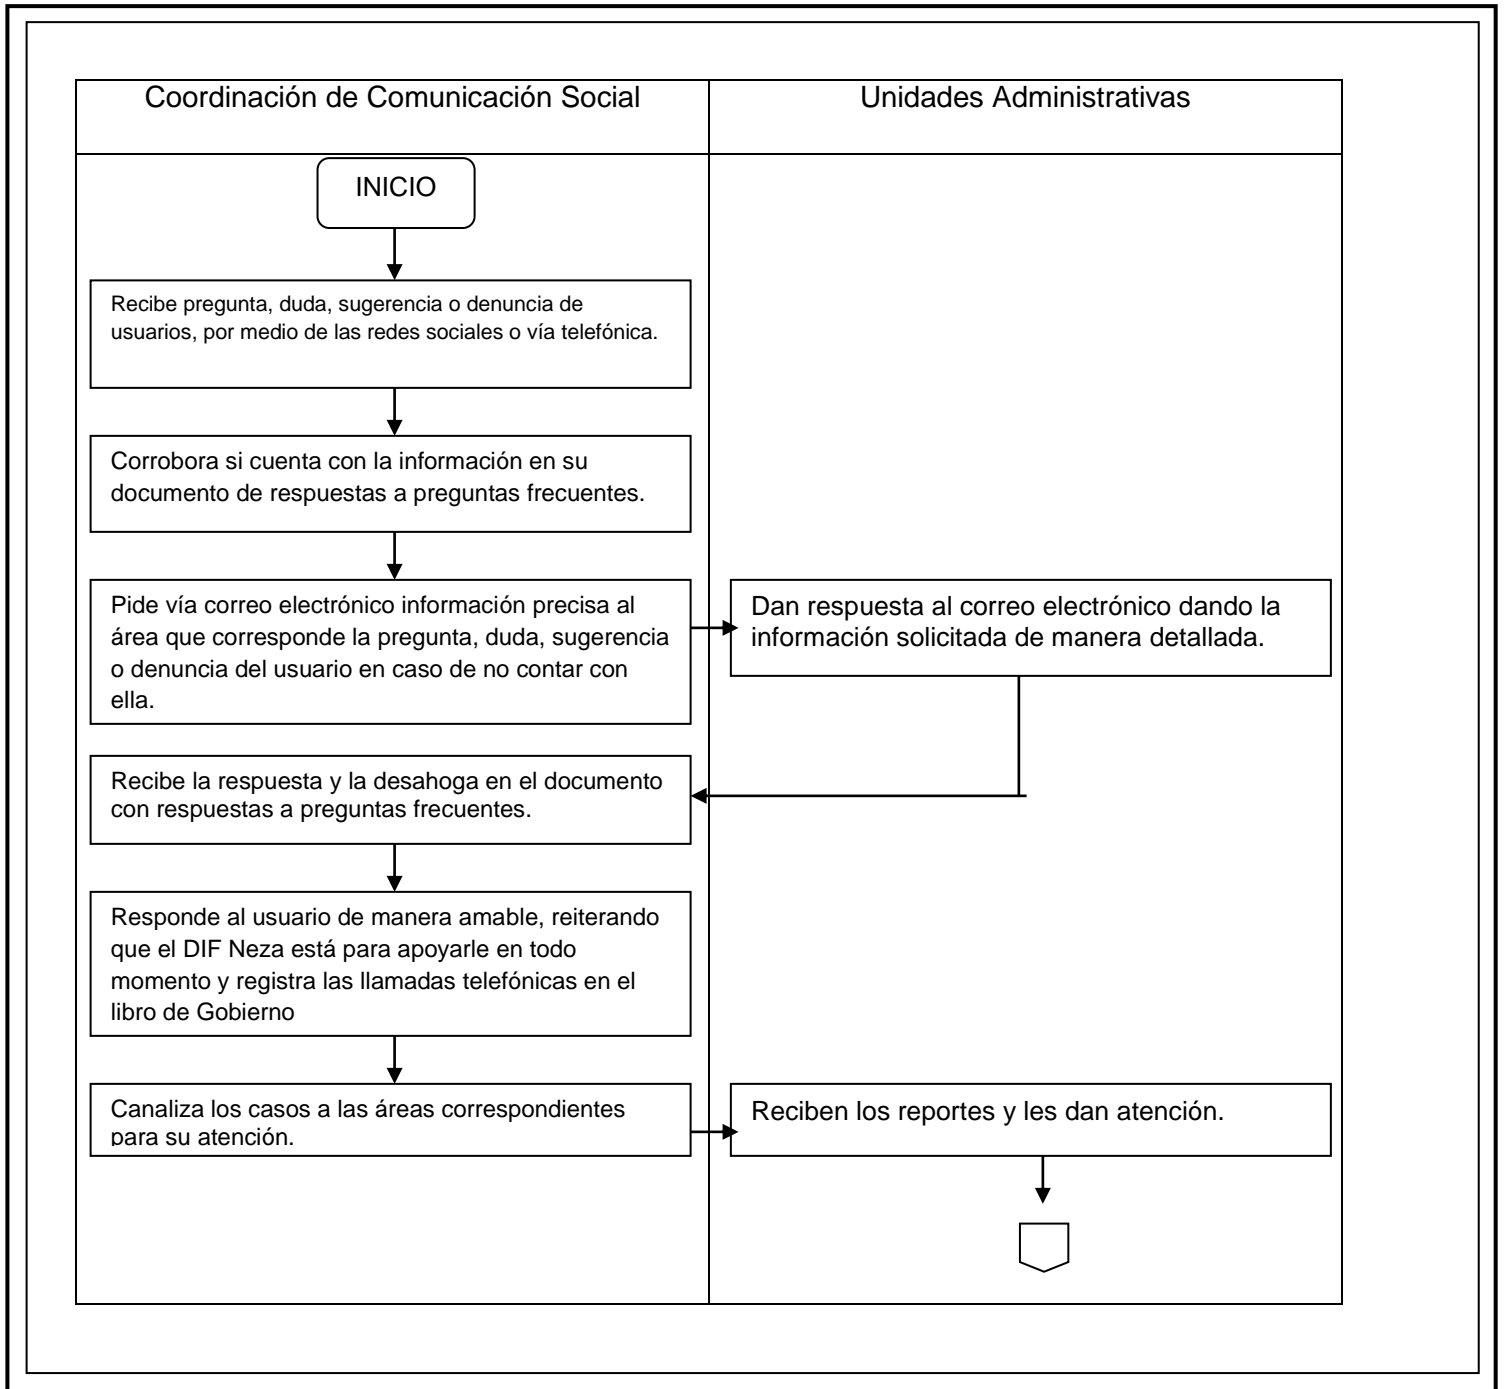 Coordinación de Comunicación Social
Unidades Administrativas
INICIO
Recibe pregunta, duda, sugerencia o denuncia de
usuarios, por medio de las redes sociales o vía telefónica.
Corrobora si cuenta con la información en su
documento de respuestas a preguntas frecuentes.
Pide vía correo electrónico información precisa al
área que corresponde la pregunta, duda, sugerencia
o denuncia del usuario en caso de no contar con
ella.
Dan respuesta al correo electrónico dando la
información solicitada de manera detallada.
Recibe la respuesta y la desahoga en el documento
con respuestas a preguntas frecuentes.
Responde al usuario de manera amable, reiterando
que el DIF Neza está para apoyarle en todo
momento y registra las llamadas telefónicas en el
libro de Gobierno
Canaliza los casos a las áreas correspondientes
para su atención.
Reciben los reportes y les dan atención.